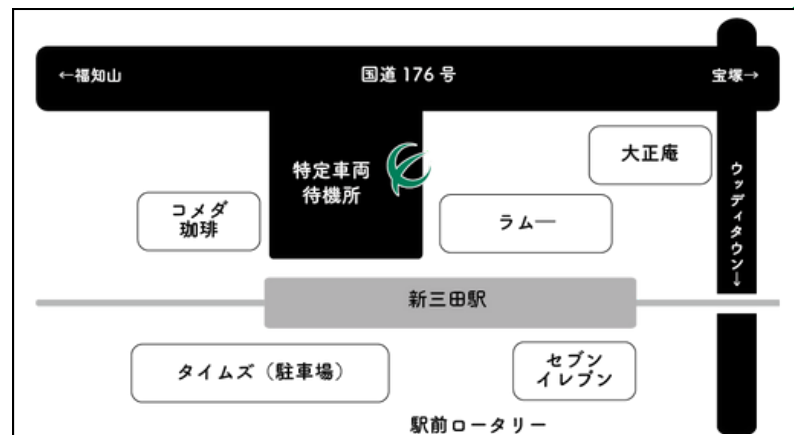 ←福知山
国道 176 号
宝塚→
特定車両
待機所
大正庵
ウッディタウン→
コメダ
珈琲
ラムー
新三田駅
タイムズ（駐車場）
セブン
イレブン
駅前ロータリー